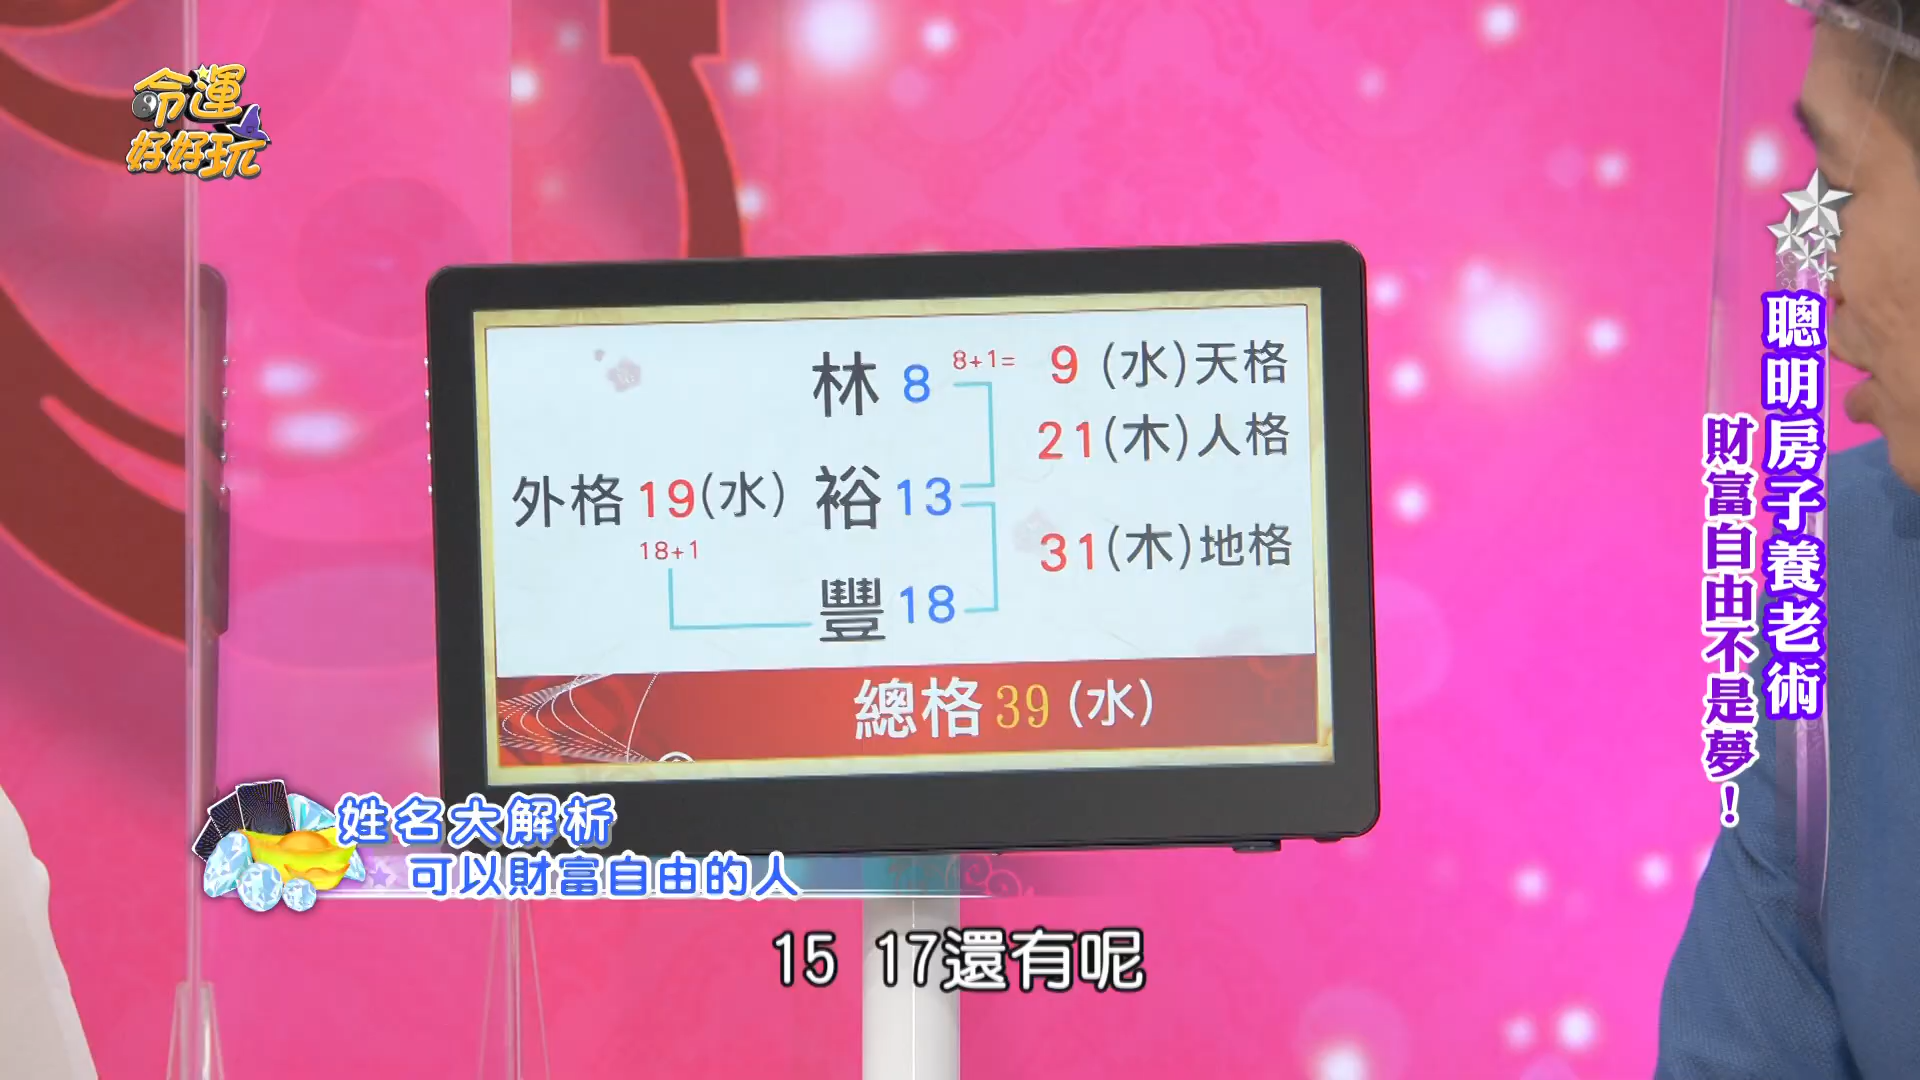 命運
好好玩
聰明房子養老術
財富自由不是夢！
林 8 8+1= 9 (水)天格
21(木)人格
外格 19(水) 裕 13
18+1
31(木)地格
豐 18
總格 39 (水)
姓名大解析
可以財富自由的人
15 17還有呢